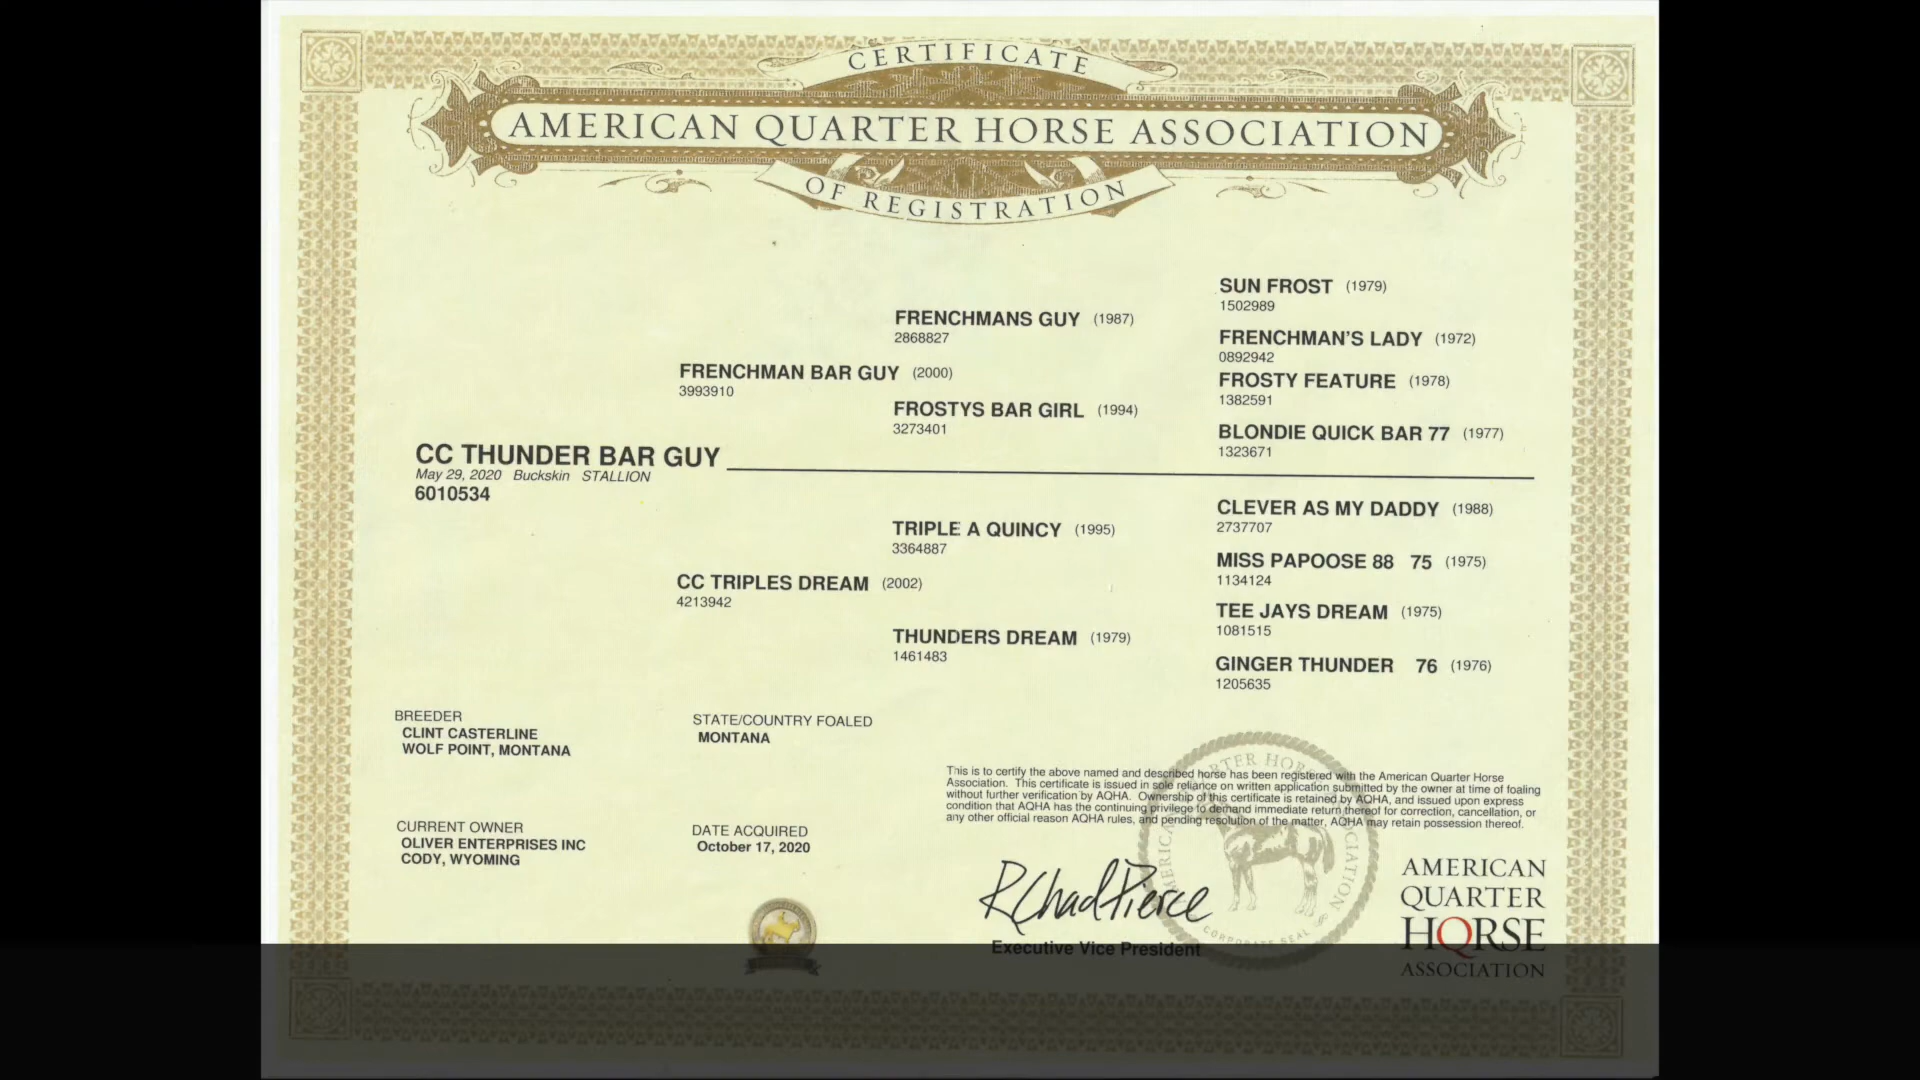 CERTIFICATE
AMERICAN QUARTER HORSE ASSOCIATION
OF REGISTRATION
SUN FROST (1979)
1502989
FRENCHMANS GUY (1987)
2868827
FRENCHMAN'S LADY (1972)
0892942
FRENCHMAN BAR GUY (2000)
3993910
FROSTY FEATURE (1978)
1382591
FROSTYS BAR GIRL (1994)
3273401
BLONDIE QUICK BAR 77 (1977)
1323671
CC THUNDER BAR GUY
May 29, 2020 Buckskin STALLION
6010534
CLEVER AS MY DADDY (1988)
2737707
TRIPLE A QUINCY (1995)
3364887
MISS PAPOOSE 88 75 (1975)
1134124
CC TRIPLES DREAM (2002)
4213942
TEE JAYS DREAM (1975)
1081515
THUNDERS DREAM (1979)
1461483
GINGER THUNDER 76 (1976)
1205635
BREEDER
CLINT CASTERLINE
WOLF POINT, MONTANA
STATE/COUNTRY FOALED
MONTANA
This is to certify the above named and described horse has been registered with the American Quarter Horse
Association. This certificate is issued in sole reliance on written application submitted by the owner at time of foaling
without further verification by AQHA. Ownership of this certificate is retained by AQHA, and issued upon express
condition that AQHA has the continuing privilege to demand immediate return thereof for correction, cancellation, or
any other official reason AQHA rules, and pending resolution of the matter, AQHA may retain possession thereof.
CURRENT OWNER
OLIVER ENTERPRISES INC
CODY, WYOMING
DATE ACQUIRED
October 17, 2020
R Chad Pierce
Executive Vice President
CORPORATE SEAL
AMERICAN
QUARTER
HORSE
ASSOCIATION